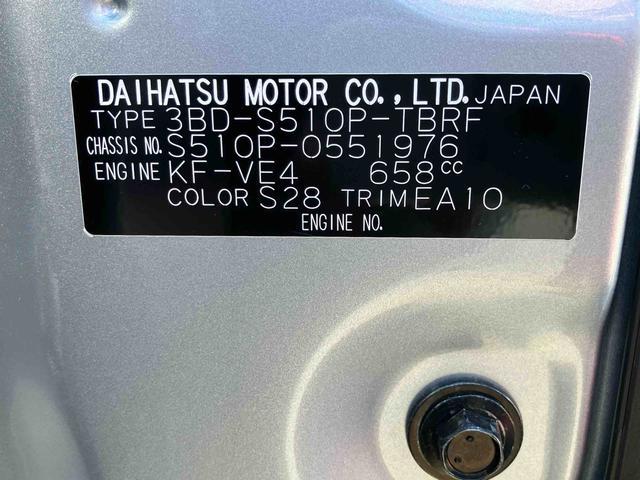 DAIHATSU MOTOR CO.,LTD. JAPAN
TYPE 3BD-S510P-TBRF
CHASSIS NO. S510P-0551976
ENGINE KF-VE4 658cc
COLOR S28 TRIM EA10
ENGINE NO.